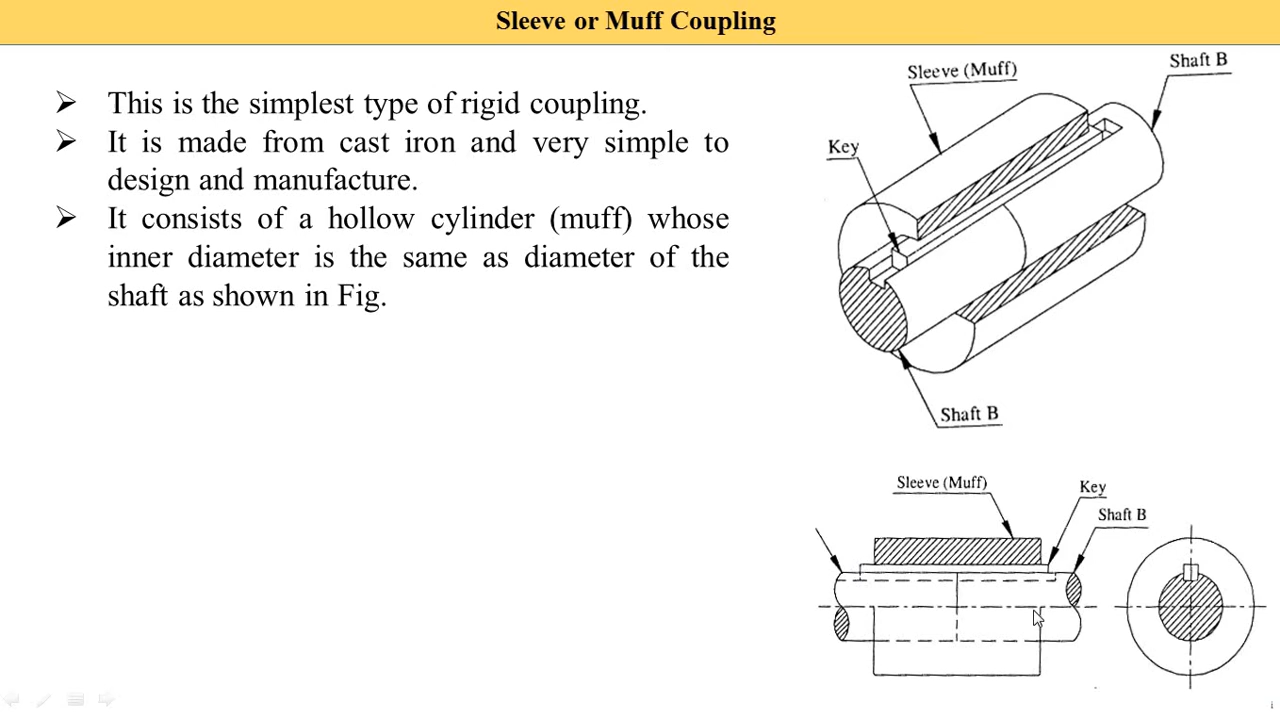 Sleeve or Muff Coupling
➢ This is the simplest type of rigid coupling.
➢ It is made from cast iron and very simple to
design and manufacture.
➢ It consists of a hollow cylinder (muff) whose
inner diameter is the same as diameter of the
shaft as shown in Fig.
Sleeve (Muff)
Shaft B
Key
Shaft B
Sleeve (Muff)
Key
Shaft B